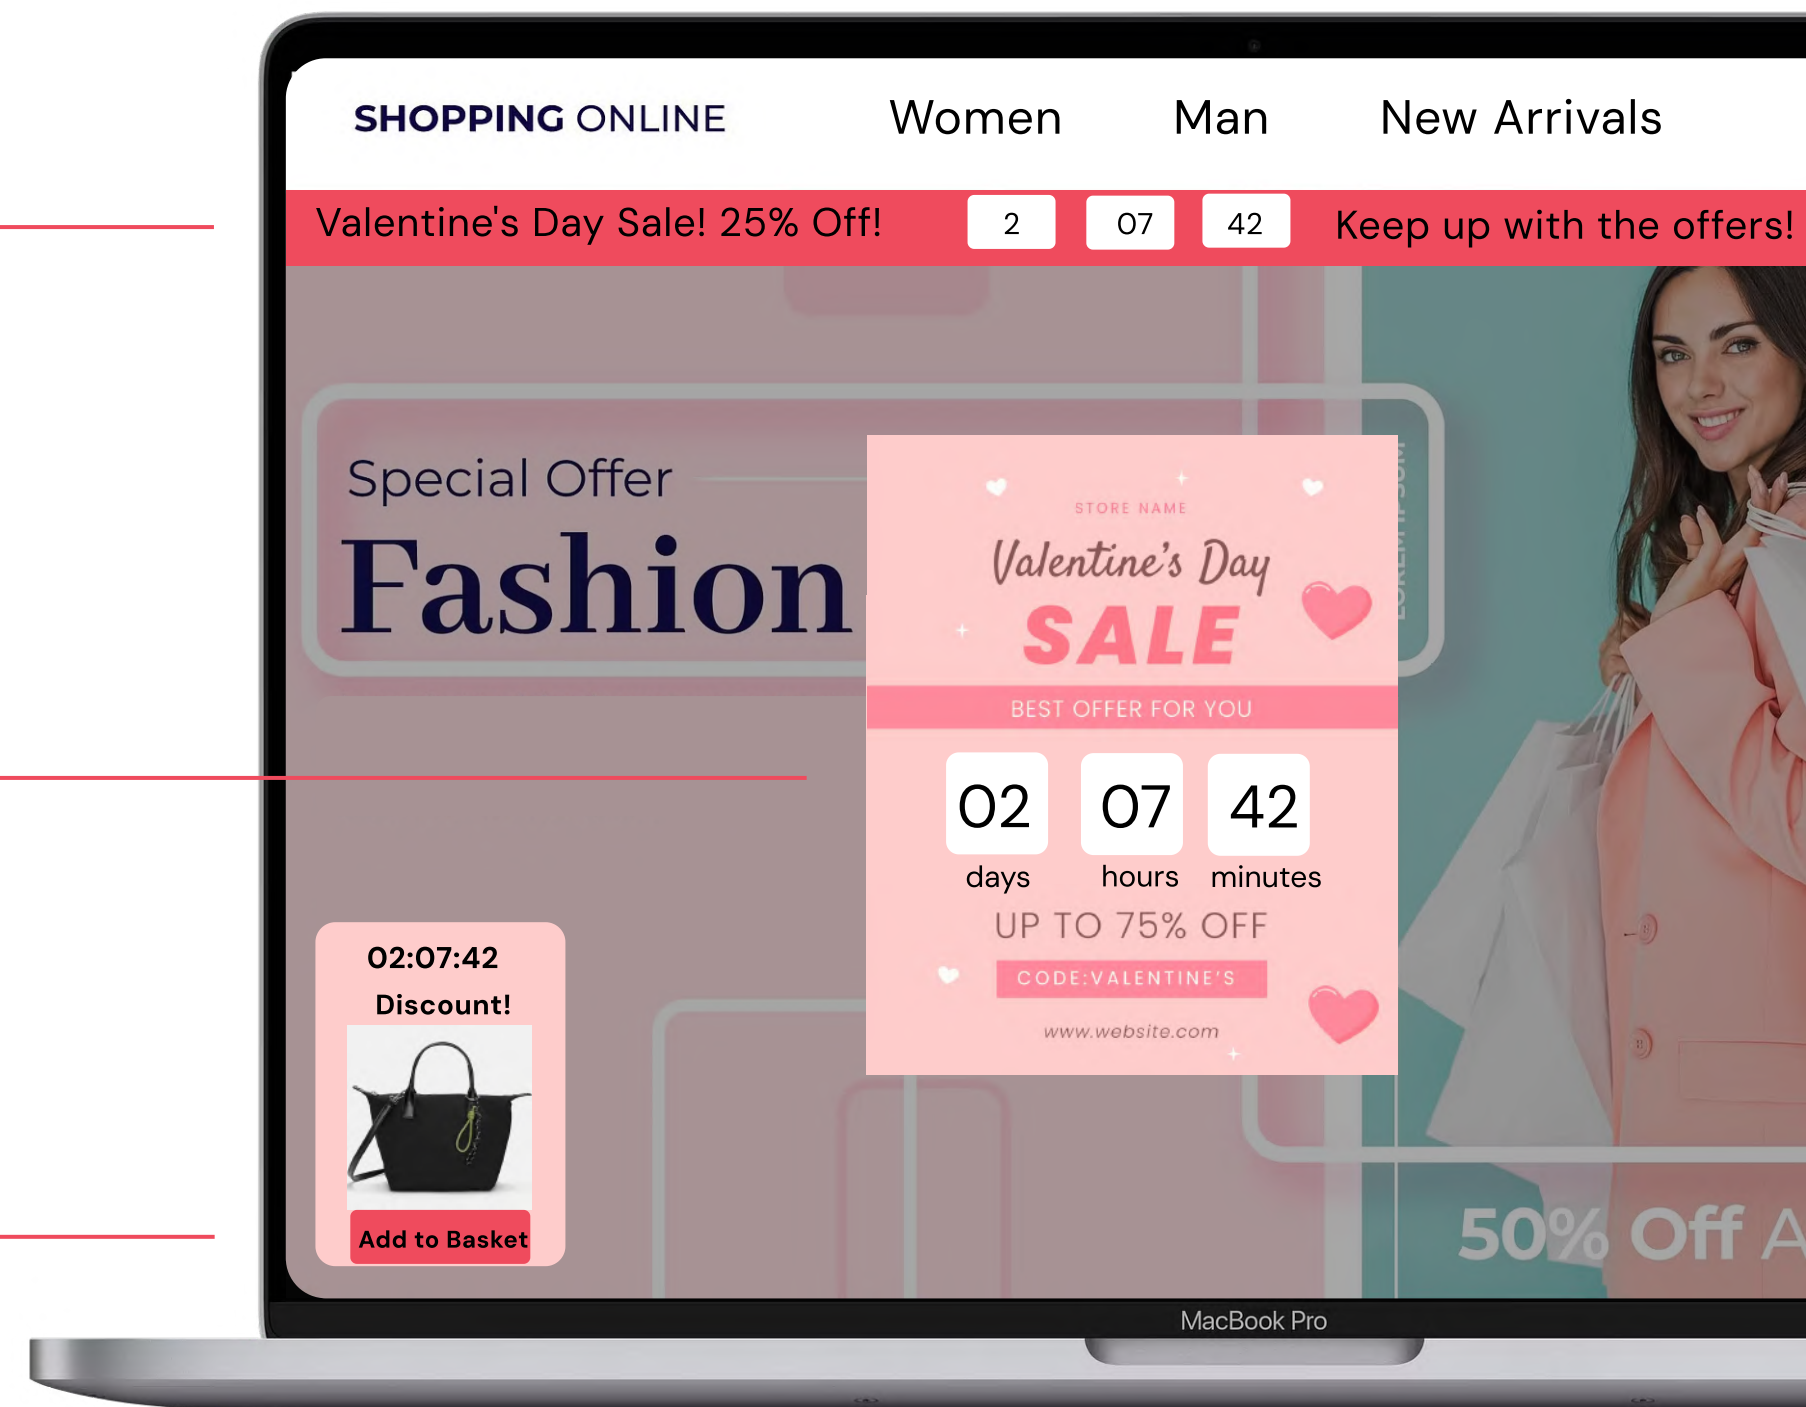 SHOPPING ONLINE
Women
Man
New Arrivals
Valentine's Day Sale! 25% Off!
2
07
42
Keep up with the offers!
Special Offer
Fashion
LOREM IPSUM
STORE NAME
Valentine's Day
SALE
BEST OFFER FOR YOU
02
07
42
days
hours
minutes
UP TO 75% OFF
CODE:VALENTINE'S
www.website.com
02:07:42
Discount!
Add to Basket
50% Off A
MacBook Pro